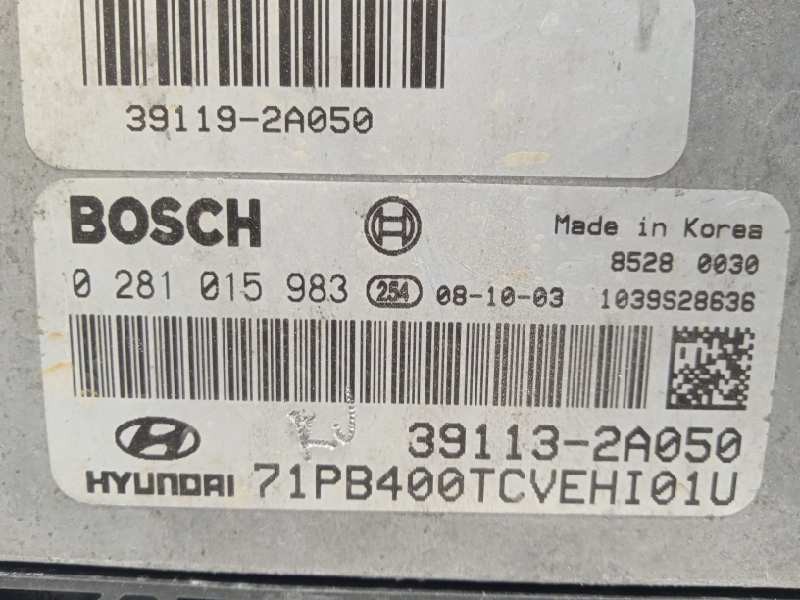 39119-2A050
BOSCH
Made in Korea
8528 0030
0 281 015 983 254 08-10-03 1039S28636
39113-2A050
HYUNDAI 71PB400TCVEHI01U